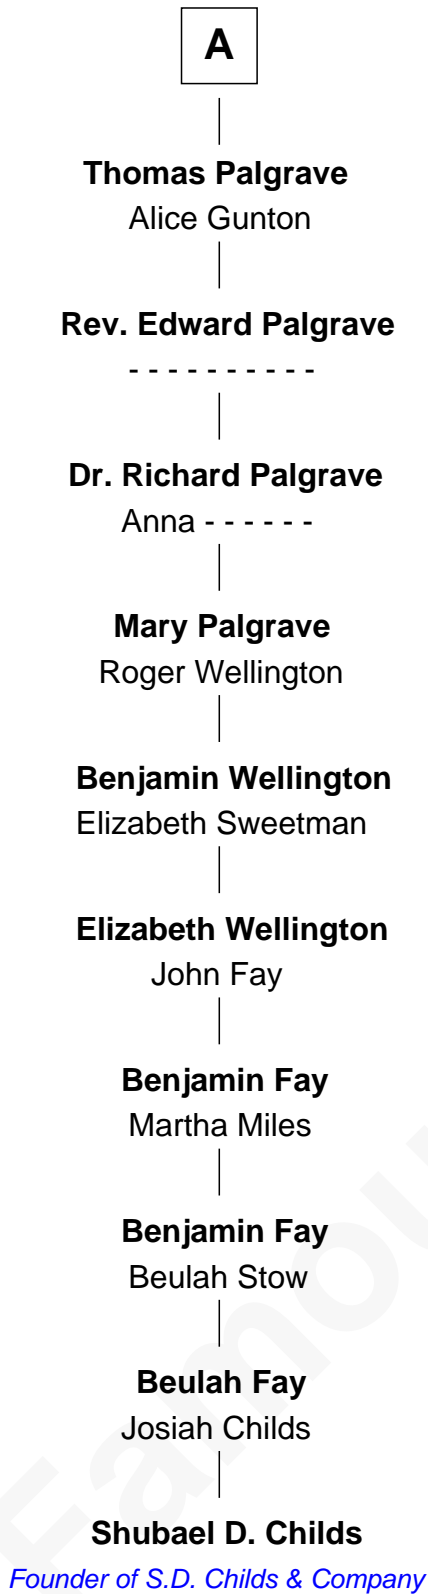 A
Thomas Palgrave
Alice Gunton
Rev. Edward Palgrave
- - - - - - - - - -
Dr. Richard Palgrave
Anna - - - - - -
Mary Palgrave
Roger Wellington
Benjamin Wellington
Elizabeth Sweetman
Elizabeth Wellington
John Fay
Benjamin Fay
Martha Miles
Benjamin Fay
Beulah Stow
Beulah Fay
Josiah Childs
Shubael D. Childs
Founder of S.D. Childs & Company
Famou